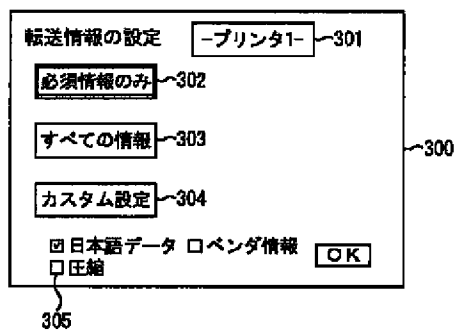 転送情報の設定 -プリンタ1- 301
必須情報のみ 302
すべての情報 303
300
カスタム設定 304
☑日本語データ □ベンダ情報 OK
□圧縮
305